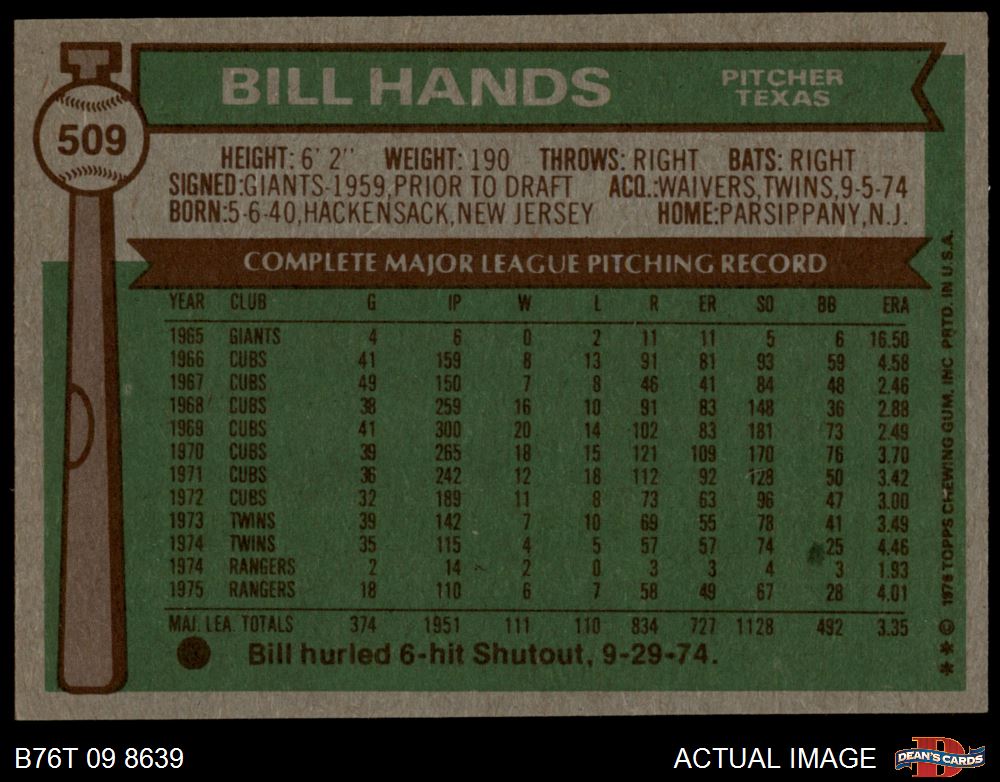 BILL HANDS
PITCHER
TEXAS
509
HEIGHT: 6' 2" WEIGHT: 190 THROWS: RIGHT BATS: RIGHT
SIGNED:GIANTS-1959,PRIOR TO DRAFT ACQ.:WAIVERS,TWINS,9-5-74
BORN:5-6-40,HACKENSACK,NEW JERSEY HOME:PARSIPPANY,N.J.
COMPLETE MAJOR LEAGUE PITCHING RECORD
YEAR CLUB G IP W L R ER SO BB ERA
1965 GIANTS 4 6 0 2 11 11 5 6 16.50
1966 CUBS 41 159 8 13 91 81 93 59 4.58
1967 CUBS 49 150 7 8 46 41 84 48 2.46
1968 CUBS 38 259 16 10 91 83 148 36 2.88
1969 CUBS 41 300 20 14 102 83 181 73 2.49
1970 CUBS 39 265 18 15 121 109 170 76 3.70
1971 CUBS 36 242 12 18 112 92 128 50 3.42
1972 CUBS 32 189 11 8 73 63 96 47 3.00
1973 TWINS 39 142 7 10 69 55 78 41 3.49
1974 TWINS 35 115 4 5 57 57 74 25 4.46
1974 RANGERS 2 14 2 0 3 3 4 3 1.93
1975 RANGERS 18 110 6 7 58 49 67 28 4.01
MAJ. LEA. TOTALS 374 1951 111 110 834 727 1128 492 3.35
Bill hurled 6-hit Shutout, 9-29-74.
** © 1976 TOPPS CHEWING GUM, INC. PRTD. IN U.S.A.
B76T 09 8639
ACTUAL IMAGE
D
DEAN'S CARDS